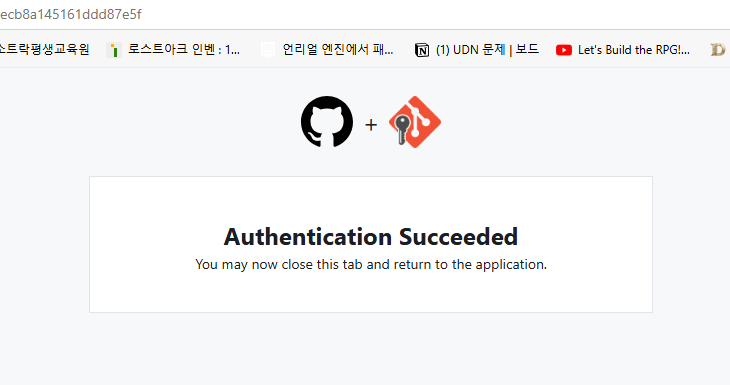 ecb8a145161ddd87e5f
소트락평생교육원 로스트아크 인벤 : 1... 언리얼 엔진에서 패... (1) UDN 문제 | 보드 Let's Build the RPG!...
Authentication Succeeded
You may now close this tab and return to the application.